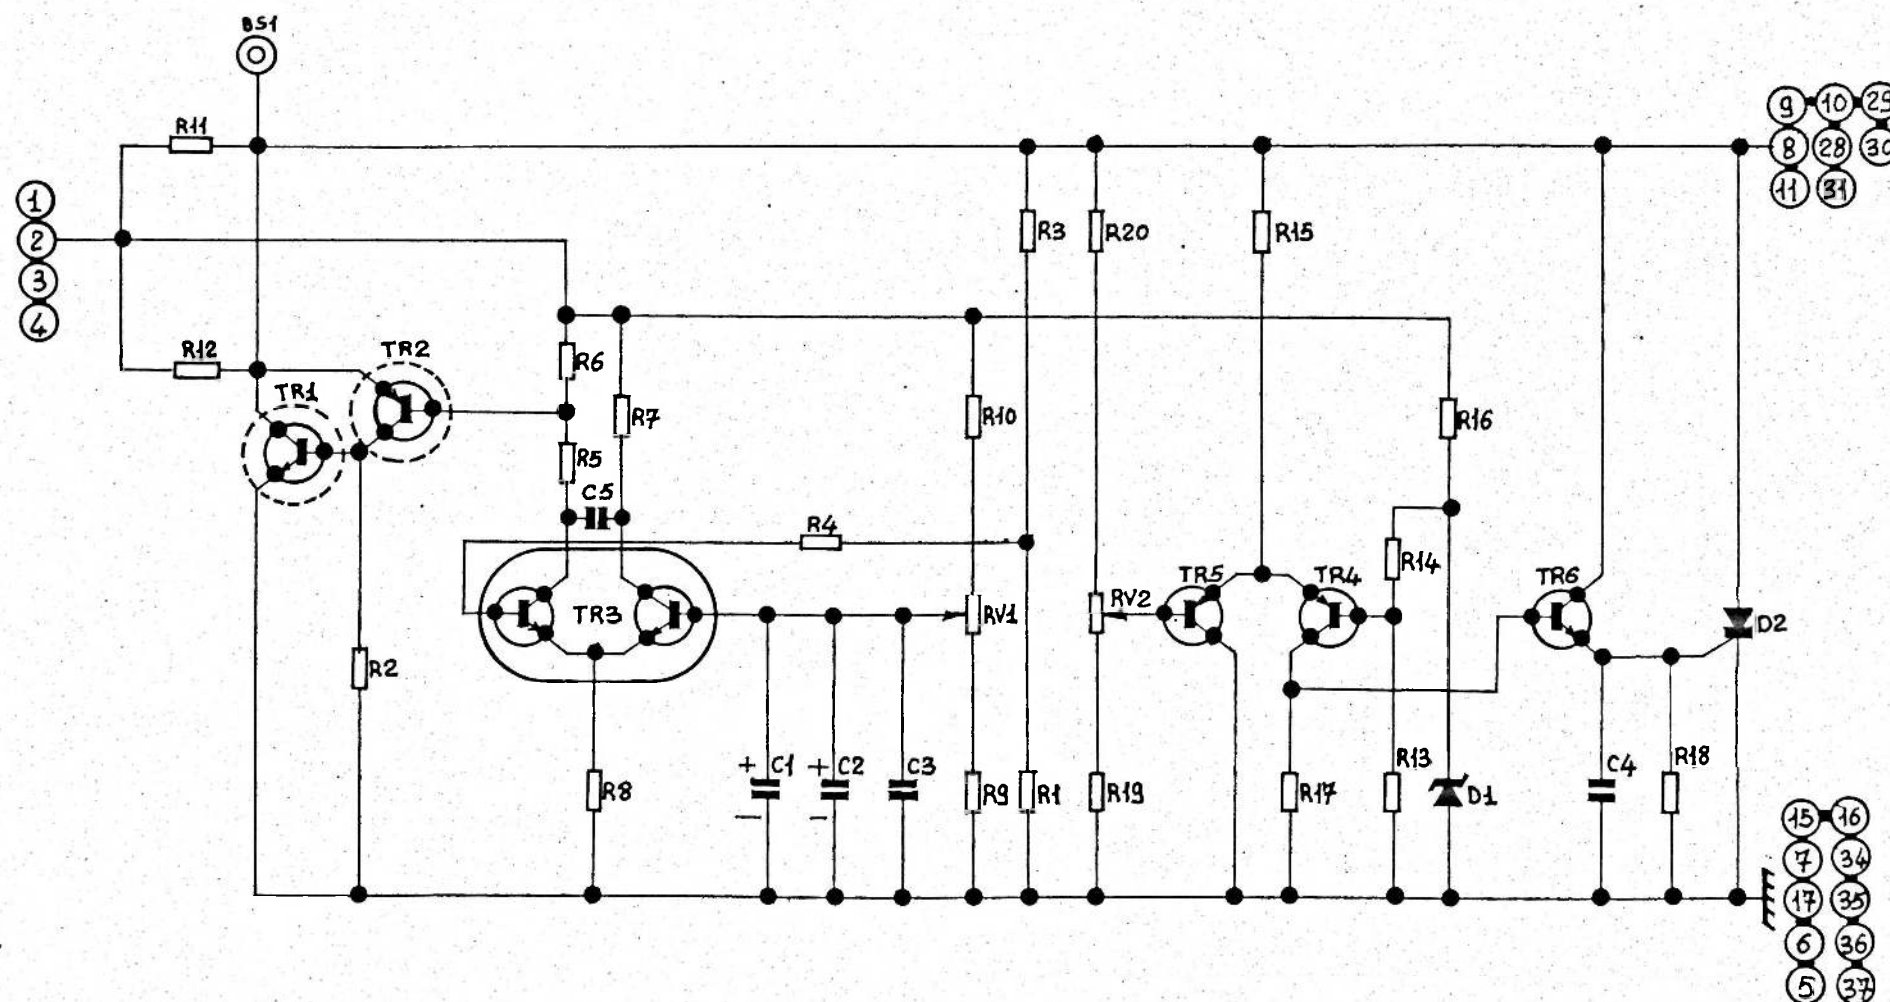 BS1
R11
9 10 29
8 28 30
11 31
1
2
3
4
R3
R20
R15
R12
TR2
TR1
R6
R7
R10
R16
R5
C5
R4
R14
TR3
RV1
RV2
TR5
TR4
TR6
D2
R2
R8
+ C1
−
+ C2
−
C3
R9
R1
R19
R17
R13
D1
C4
R18
15 16
7 34
17 35
6 36
5 37